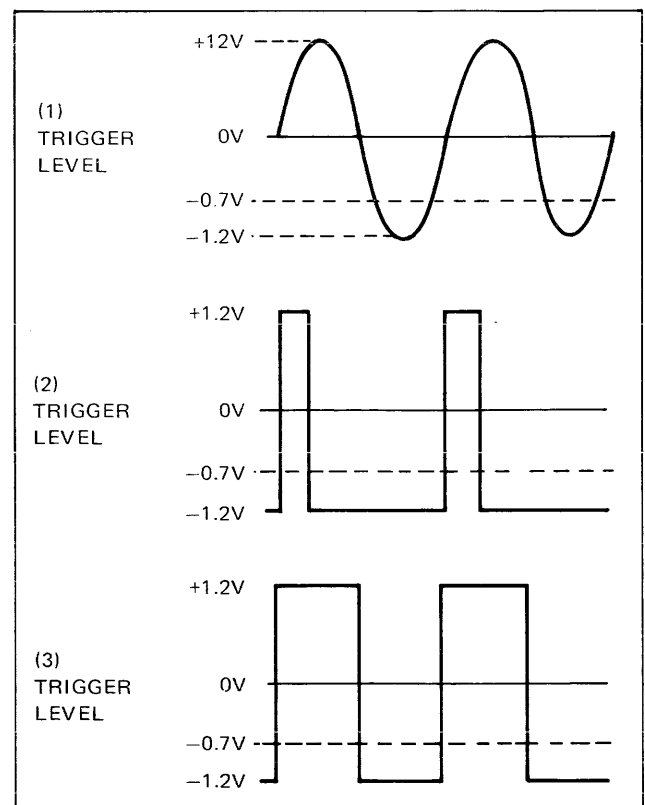 +12V
(1)
TRIGGER
LEVEL
0V
−0.7V
−1.2V
+1.2V
(2)
TRIGGER
LEVEL
0V
−0.7V
−1.2V
+1.2V
(3)
TRIGGER
LEVEL
0V
−0.7V
−1.2V